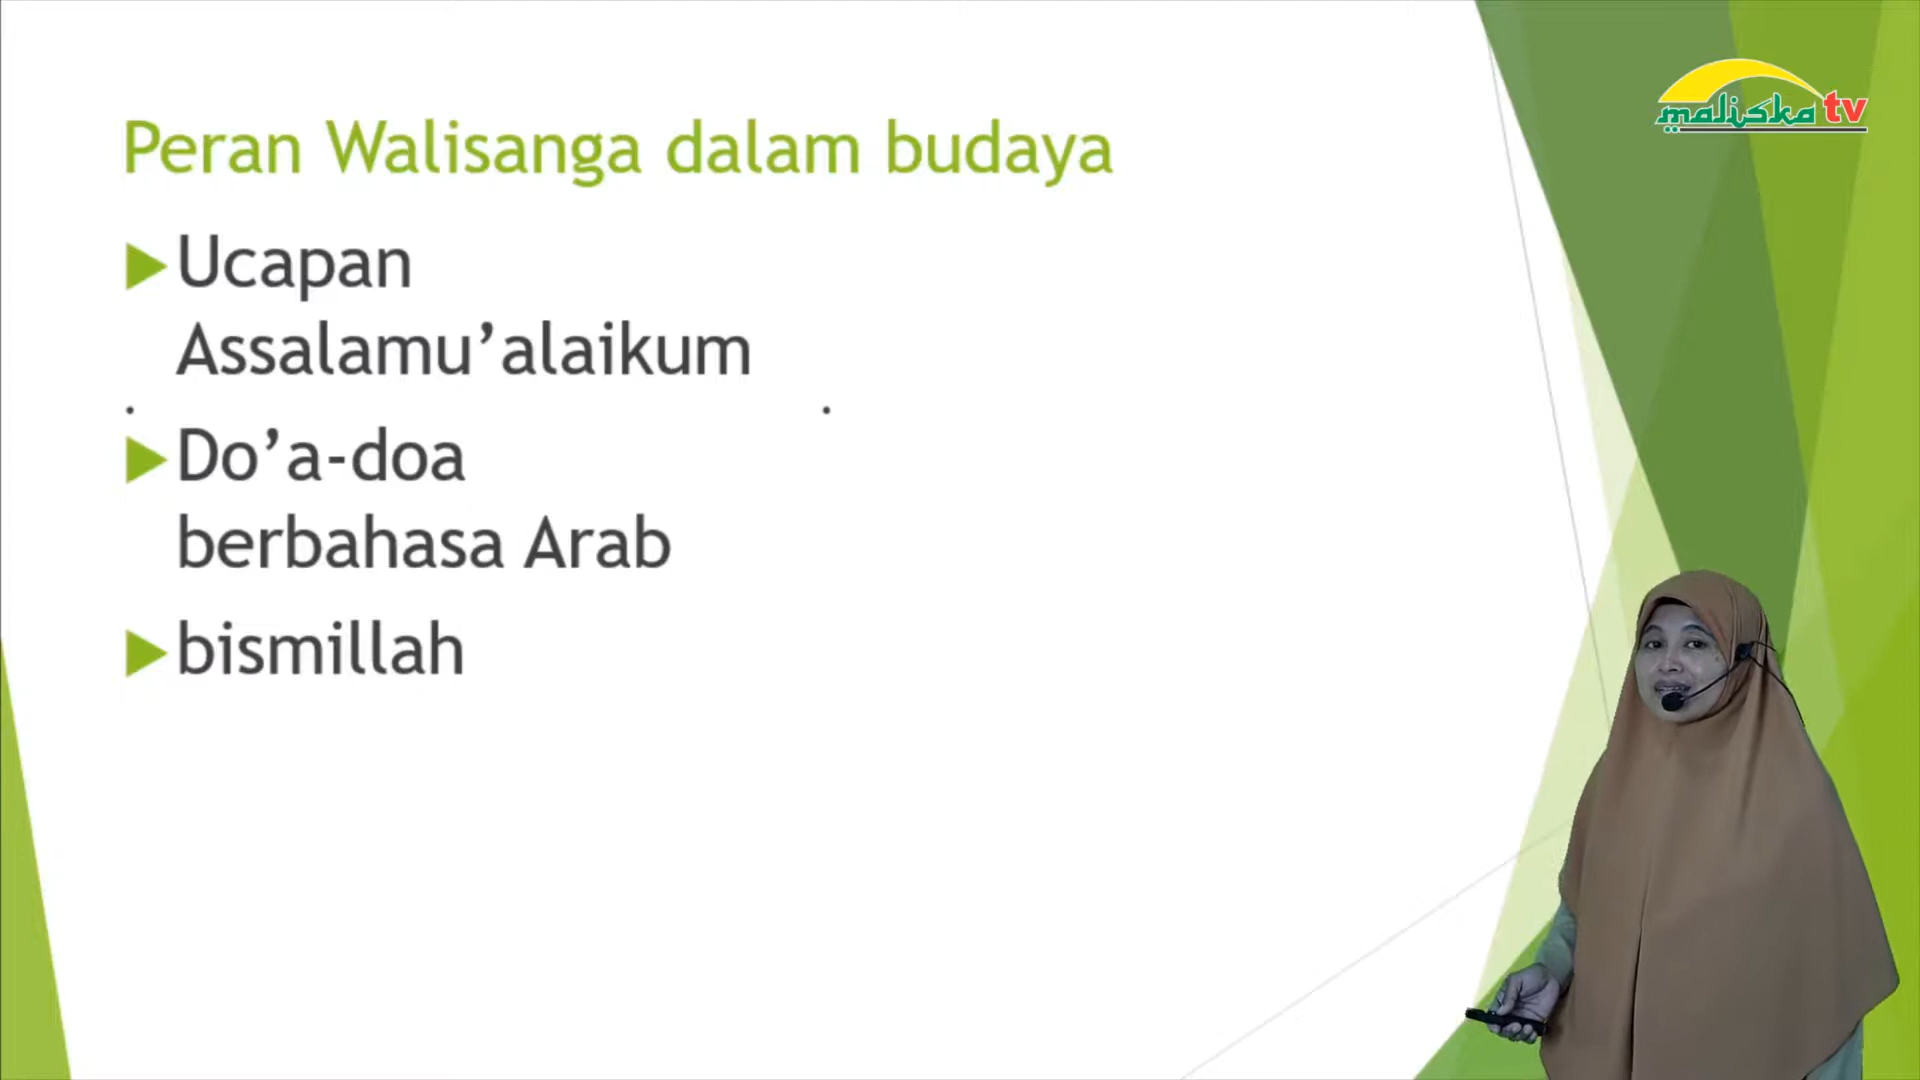 maliska tv
Peran Walisanga dalam budaya
Ucapan
Assalamu’alaikum
Do’a-doa
berbahasa Arab
bismillah